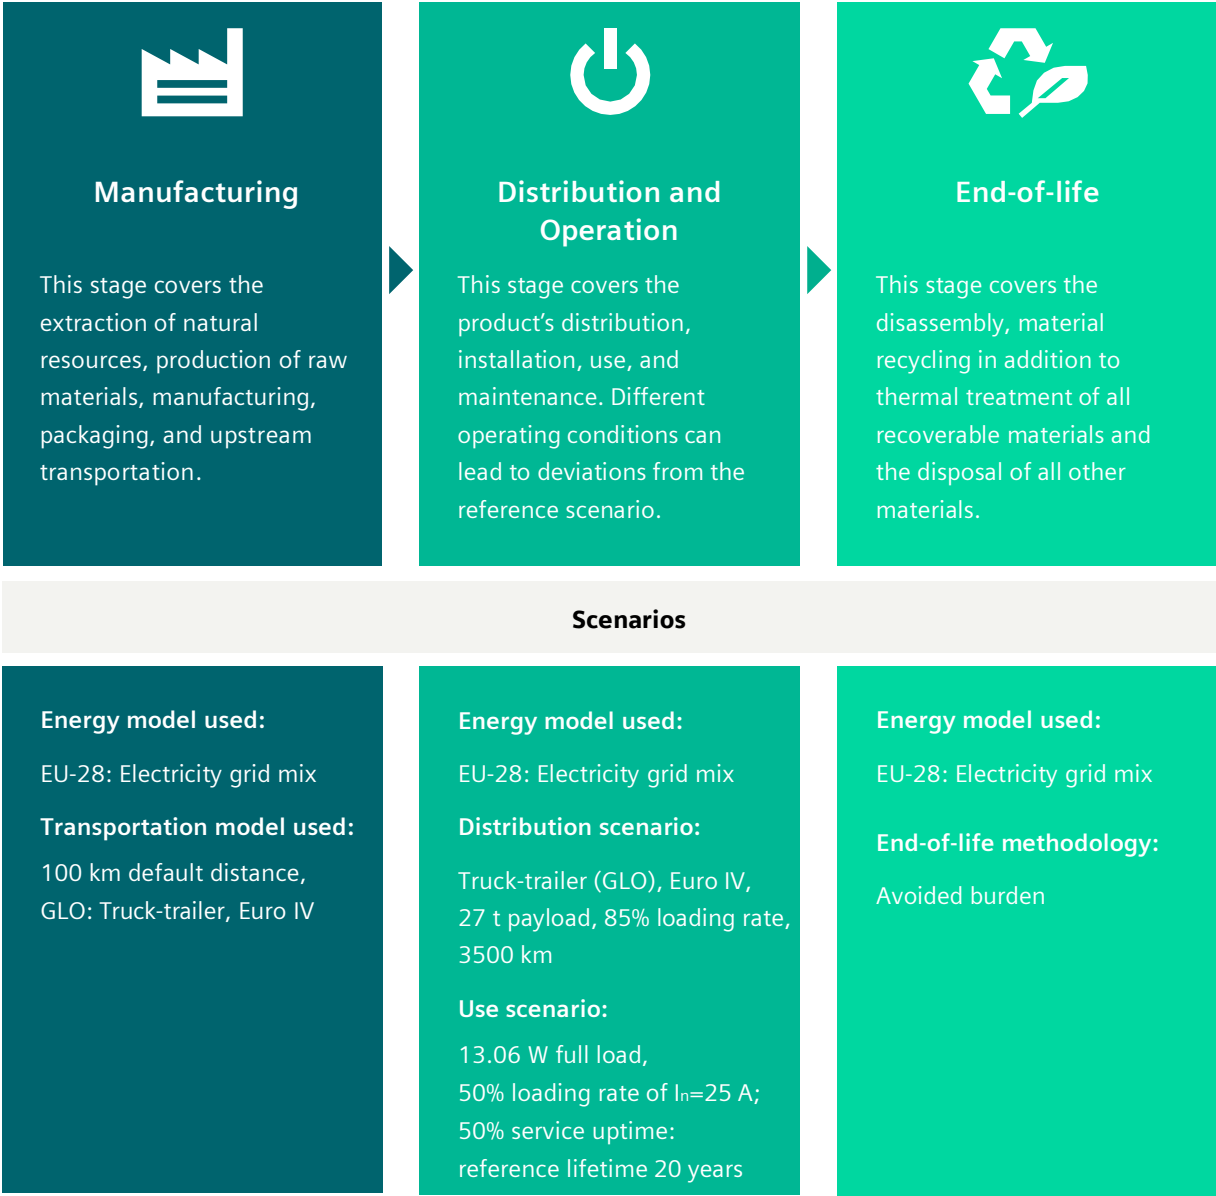 Manufacturing
This stage covers the
extraction of natural
resources, production of raw
materials, manufacturing,
packaging, and upstream
transportation.
Distribution and
Operation
This stage covers the
product’s distribution,
installation, use, and
maintenance. Different
operating conditions can
lead to deviations from the
reference scenario.
End-of-life
This stage covers the
disassembly, material
recycling in addition to
thermal treatment of all
recoverable materials and
the disposal of all other
materials.
Scenarios
Energy model used:
EU-28: Electricity grid mix
Transportation model used:
100 km default distance,
GLO: Truck-trailer, Euro IV
Energy model used:
EU-28: Electricity grid mix
Distribution scenario:
Truck-trailer (GLO), Euro IV,
27 t payload, 85% loading rate,
3500 km
Use scenario:
13.06 W full load,
50% loading rate of Iₙ=25 A;
50% service uptime:
reference lifetime 20 years
Energy model used:
EU-28: Electricity grid mix
End-of-life methodology:
Avoided burden